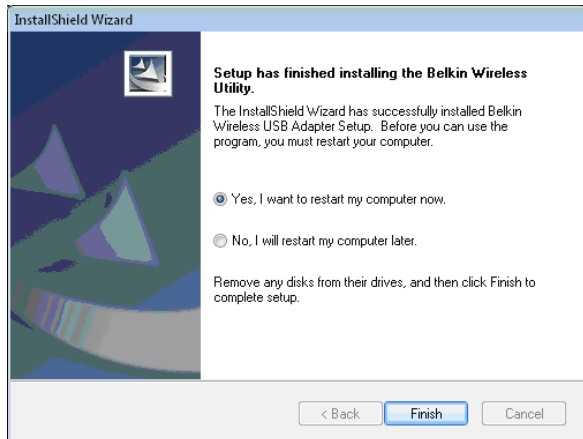 InstallShield Wizard
Setup has finished installing the Belkin Wireless
Utility.
The InstallShield Wizard has successfully installed Belkin
Wireless USB Adapter Setup. Before you can use the
program, you must restart your computer.
Yes, I want to restart my computer now.
No, I will restart my computer later.
Remove any disks from their drives, and then click Finish to
complete setup.
< Back Finish Cancel